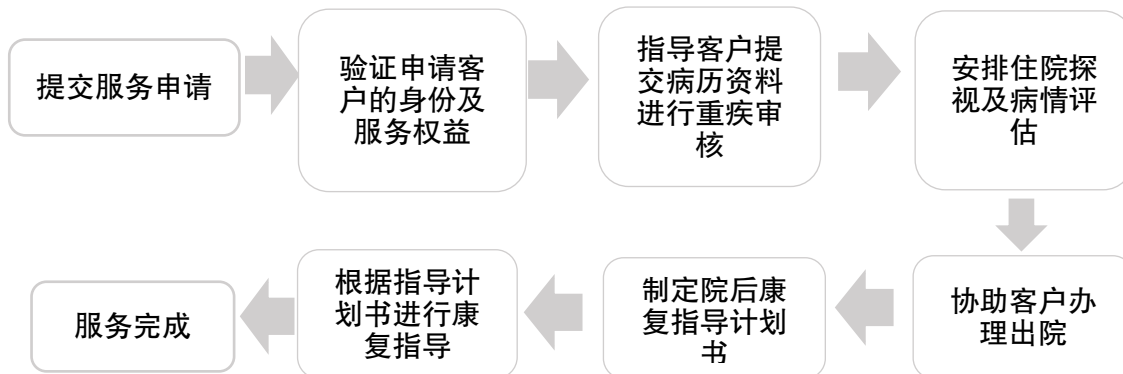 提交服务申请
验证申请客
户的身份及
服务权益
指导客户提
交病历资料
进行重疾审
核
安排住院探
视及病情评
估
协助客户办
理出院
制定院后康
复指导计划
书
根据指导计
划书进行康
复指导
服务完成